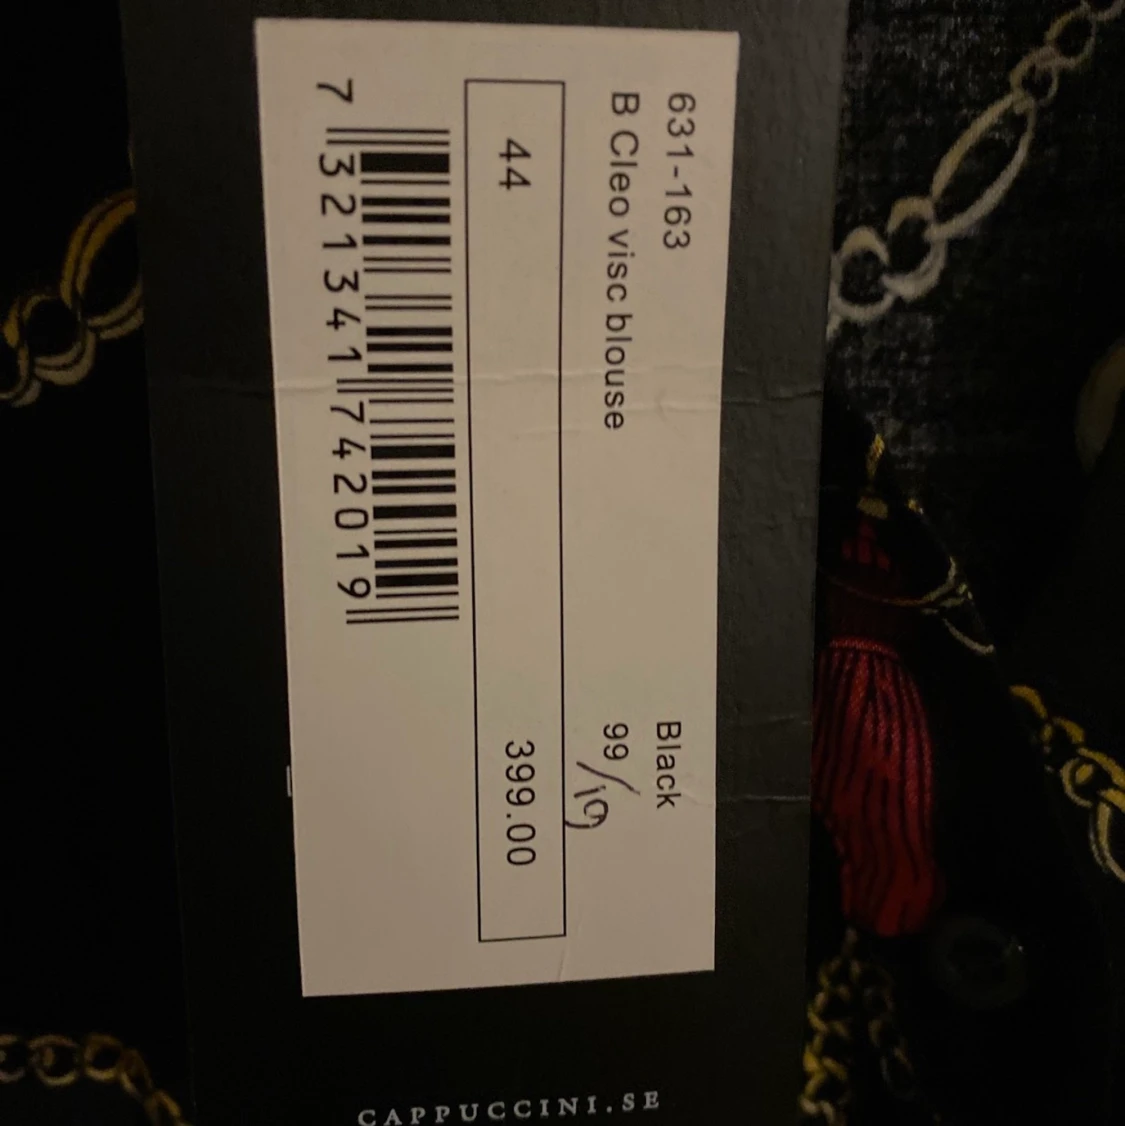 631-163 Black
B Cleo visc blouse 99/19
44 399.00
7 321341 742019
CAPPUCCINI.SE